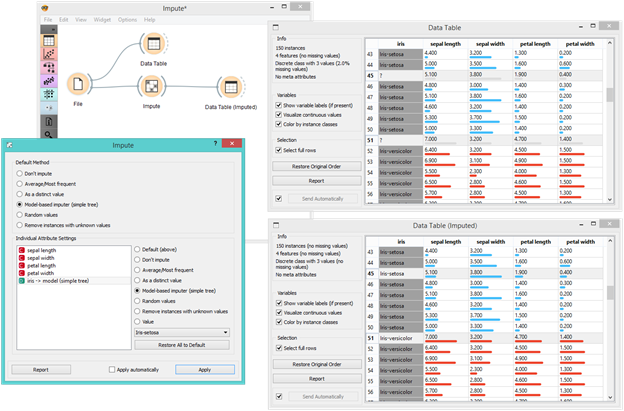 Impute*
File Edit View Widget Options Help
File
Data Table
Impute
Data Table (Imputed)
Impute
?
Default Method
Don't impute
Average/Most frequent
As a distinct value
Model-based imputer (simple tree)
Random values
Remove instances with unknown values
Individual Attribute Settings
C sepal length
C sepal width
C petal length
C petal width
iris -> model (simple tree)
Default (above)
Don't impute
Average/Most frequent
As a distinct value
Model-based imputer (simple tree)
Random values
Remove instances with unknown values
Value
Iris-setosa
Restore All to Default
Report
Apply automatically
Apply
Data Table
Info
150 instances
4 features (no missing values)
Discrete class with 3 values (2.0% missing values)
No meta attributes
Variables
Show variable labels (if present)
Visualize continuous values
Color by instance classes
Selection
Select full rows
Restore Original Order
Report
Send Automatically
iris sepal length sepal width petal length petal width
43 Iris-setosa 4.400 3.200 1.300 0.200
44 Iris-setosa 5.000 3.500 1.600 0.600
45 ? 5.100 3.800 1.900 0.400
46 Iris-setosa 4.800 3.000 1.400 0.300
47 Iris-setosa 5.100 3.800 1.600 0.200
48 Iris-setosa 4.600 3.200 1.400 0.200
49 Iris-setosa 5.300 3.700 1.500 0.200
50 Iris-setosa 5.000 3.300 1.400 0.200
51 ? 7.000 3.200 4.700 1.400
52 Iris-versicolor 6.400 3.200 4.500 1.500
53 Iris-versicolor 6.900 3.100 4.900 1.500
54 Iris-versicolor 5.500 2.300 4.000 1.300
55 Iris-versicolor 6.500 2.800 4.600 1.500
56 Iris-versicolor 5.700 2.800 4.500 1.300
Data Table (Imputed)
Info
150 instances (no missing values)
4 features (no missing values)
Discrete class with 3 values (no missing values)
No meta attributes
Variables
Show variable labels (if present)
Visualize continuous values
Color by instance classes
Selection
Select full rows
Restore Original Order
Report
Send Automatically
iris sepal length sepal width petal length petal width
43 Iris-setosa 4.400 3.200 1.300 0.200
44 Iris-setosa 5.000 3.500 1.600 0.600
45 Iris-setosa 5.100 3.800 1.900 0.400
46 Iris-setosa 4.800 3.000 1.400 0.300
47 Iris-setosa 5.100 3.800 1.600 0.200
48 Iris-setosa 4.600 3.200 1.400 0.200
49 Iris-setosa 5.300 3.700 1.500 0.200
50 Iris-setosa 5.000 3.300 1.400 0.200
51 Iris-versicolor 7.000 3.200 4.700 1.400
52 Iris-versicolor 6.400 3.200 4.500 1.500
53 Iris-versicolor 6.900 3.100 4.900 1.500
54 Iris-versicolor 5.500 2.300 4.000 1.300
55 Iris-versicolor 6.500 2.800 4.600 1.500
56 Iris-versicolor 5.700 2.800 4.500 1.300